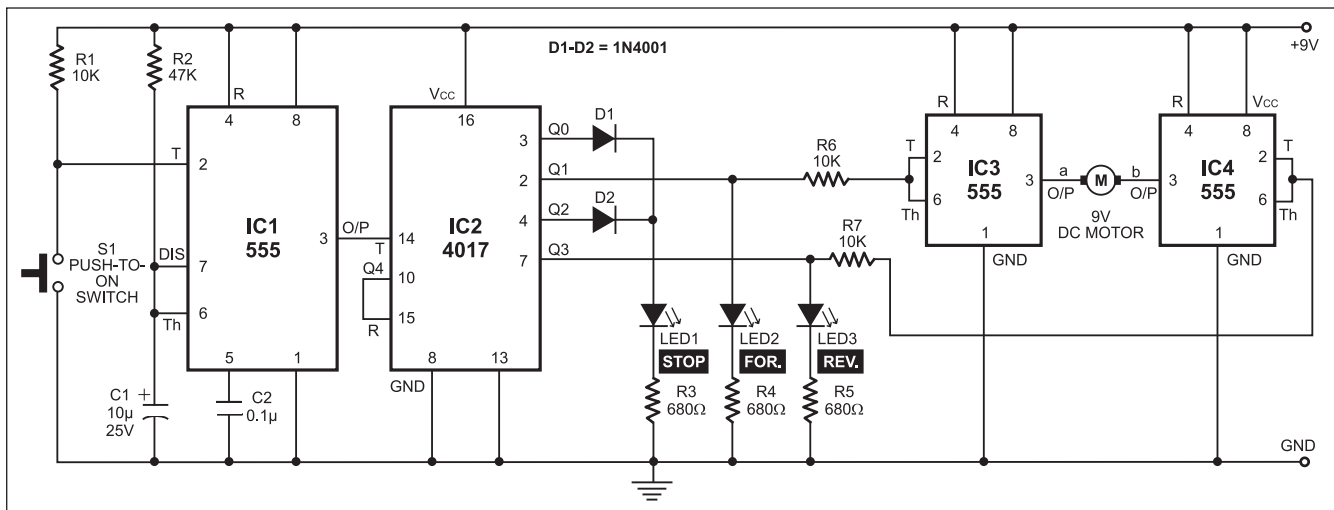 D1-D2 = 1N4001
+9V
R1
10K
R2
47K
R
4
8
T
2
IC1
555
3
O/P
DIS
7
Th
6
5
1
S1
PUSH-TO-
ON
SWITCH
C1
+
10µ
25V
C2
0.1µ
VCC
16
3
Q0
D1
2
Q1
4
Q2
D2
7
Q3
IC2
4017
14
T
Q4
10
15
R
8
GND
13
LED1
STOP
R3
680Ω
LED2
FOR.
R4
680Ω
LED3
REV.
R5
680Ω
R6
10K
R7
10K
R
4
8
T
2
IC3
555
3
6
Th
1
GND
a
O/P
M
b
O/P
9V
DC MOTOR
R
4
VCC
8
T
2
IC4
555
3
6
Th
1
GND
GND